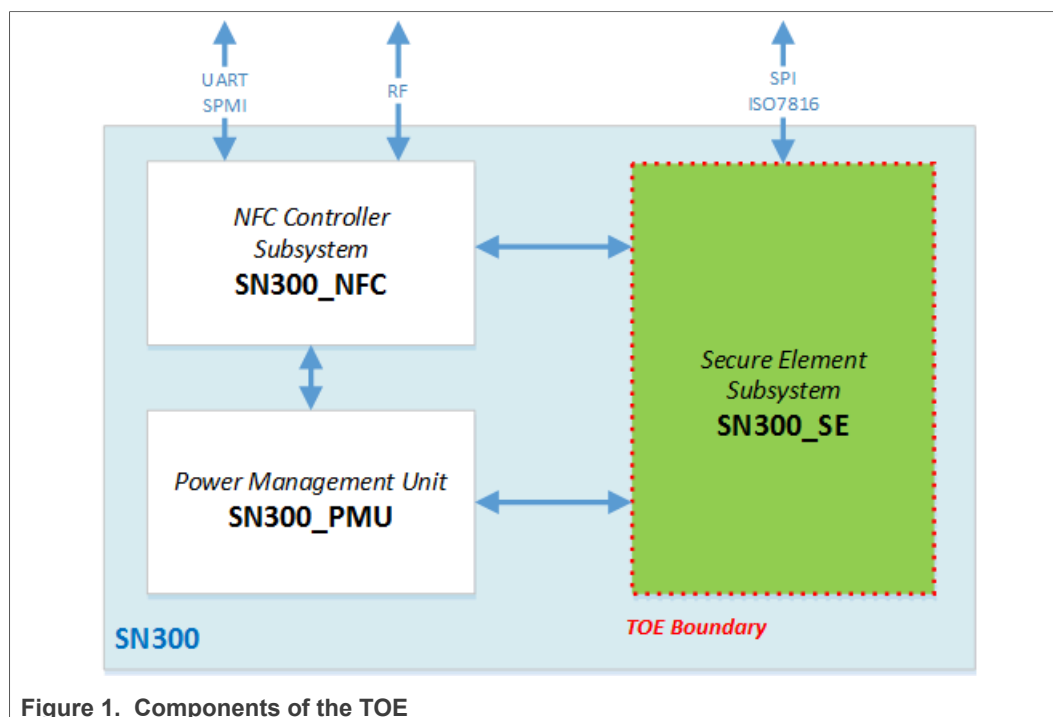 UART
SPMI
RF
SPI
ISO7816
NFC Controller
Subsystem
SN300_NFC
Secure Element
Subsystem
SN300_SE
Power Management Unit
SN300_PMU
TOE Boundary
SN300
Figure 1. Components of the TOE